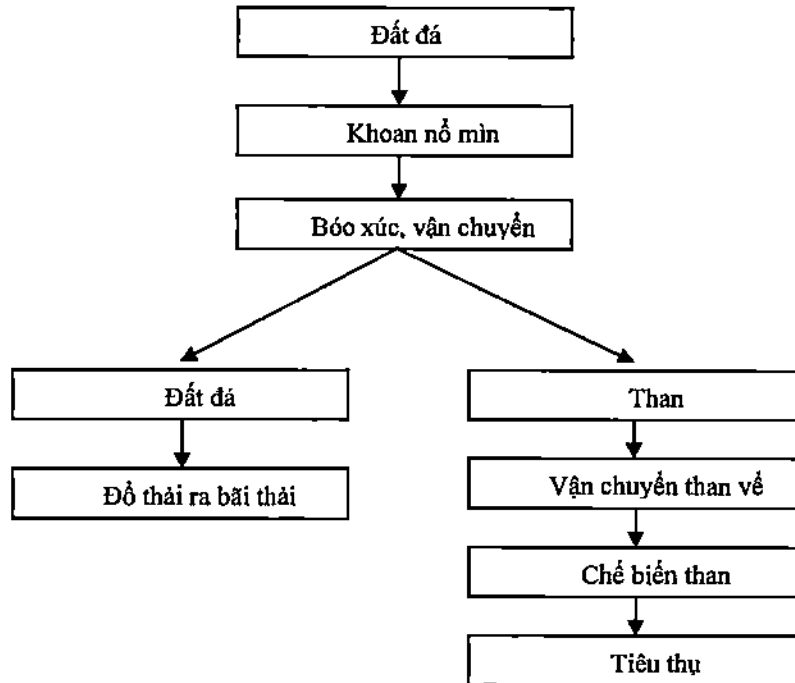 Đất đá
Khoan nổ mìn
Bóo xúc, vận chuyển
Đất đá
Than
Đổ thải ra bãi thải
Vận chuyển than về
Chế biến than
Tiêu thụ